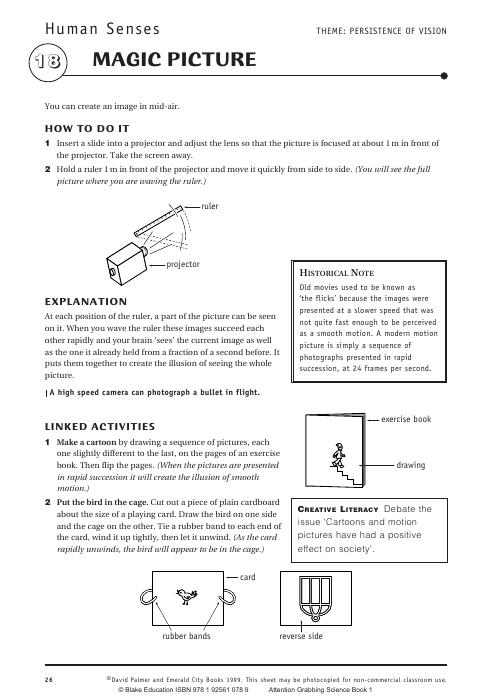 Human Senses
THEME: PERSISTENCE OF VISION
18
MAGIC PICTURE
You can create an image in mid-air.
HOW TO DO IT
1 Insert a slide into a projector and adjust the lens so that the picture is focused at about 1 m in front of
the projector. Take the screen away.
2 Hold a ruler 1 m in front of the projector and move it quickly from side to side. (You will see the full
picture where you are waving the ruler.)
ruler
projector
EXPLANATION
At each position of the ruler, a part of the picture can be seen
on it. When you wave the ruler these images succeed each
other rapidly and your brain 'sees' the current image as well
as the one it already held from a fraction of a second before. It
puts them together to create the illusion of seeing the whole
picture.
A high speed camera can photograph a bullet in flight.
HISTORICAL NOTE
Old movies used to be known as
'the flicks' because the images were
presented at a slower speed that was
not quite fast enough to be perceived
as a smooth motion. A modern motion
picture is simply a sequence of
photographs presented in rapid
succession, at 24 frames per second.
LINKED ACTIVITIES
1 Make a cartoon by drawing a sequence of pictures, each
one slightly different to the last, on the pages of an exercise
book. Then flip the pages. (When the pictures are presented
in rapid succession it will create the illusion of smooth
motion.)
2 Put the bird in the cage. Cut out a piece of plain cardboard
about the size of a playing card. Draw the bird on one side
and the cage on the other. Tie a rubber band to each end of
the card, wind it up tightly, then let it unwind. (As the card
rapidly unwinds, the bird will appear to be in the cage.)
exercise book
drawing
CREATIVE LITERACY Debate the
issue 'Cartoons and motion
pictures have had a positive
effect on society'.
card
rubber bands
reverse side
26
©David Palmer and Emerald City Books 1999. This sheet may be photocopied for non-commercial classroom use.
© Blake Education ISBN 978 1 92561 078 9 Attention Grabbing Science Book 1